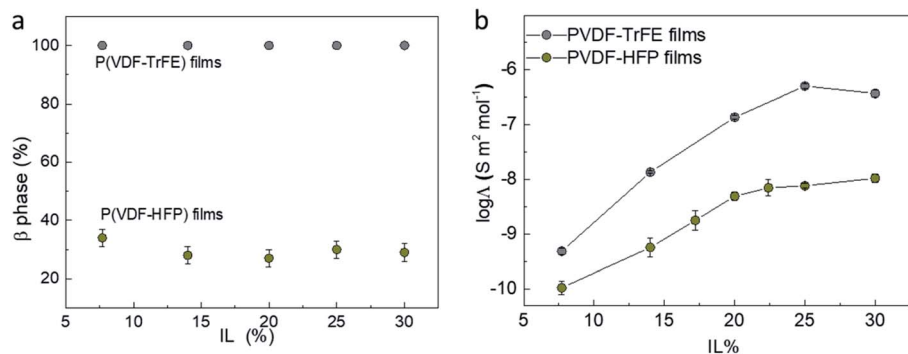 a
100
80
60
40
20
β phase (%)
P(VDF-TrFE) films
P(VDF-HFP) films
5 10 15 20 25 30
IL (%)
b
PVDF-TrFE films
PVDF-HFP films
-6
-7
-8
-9
-10
logΛ (S m² mol⁻¹)
5 10 15 20 25 30
IL%